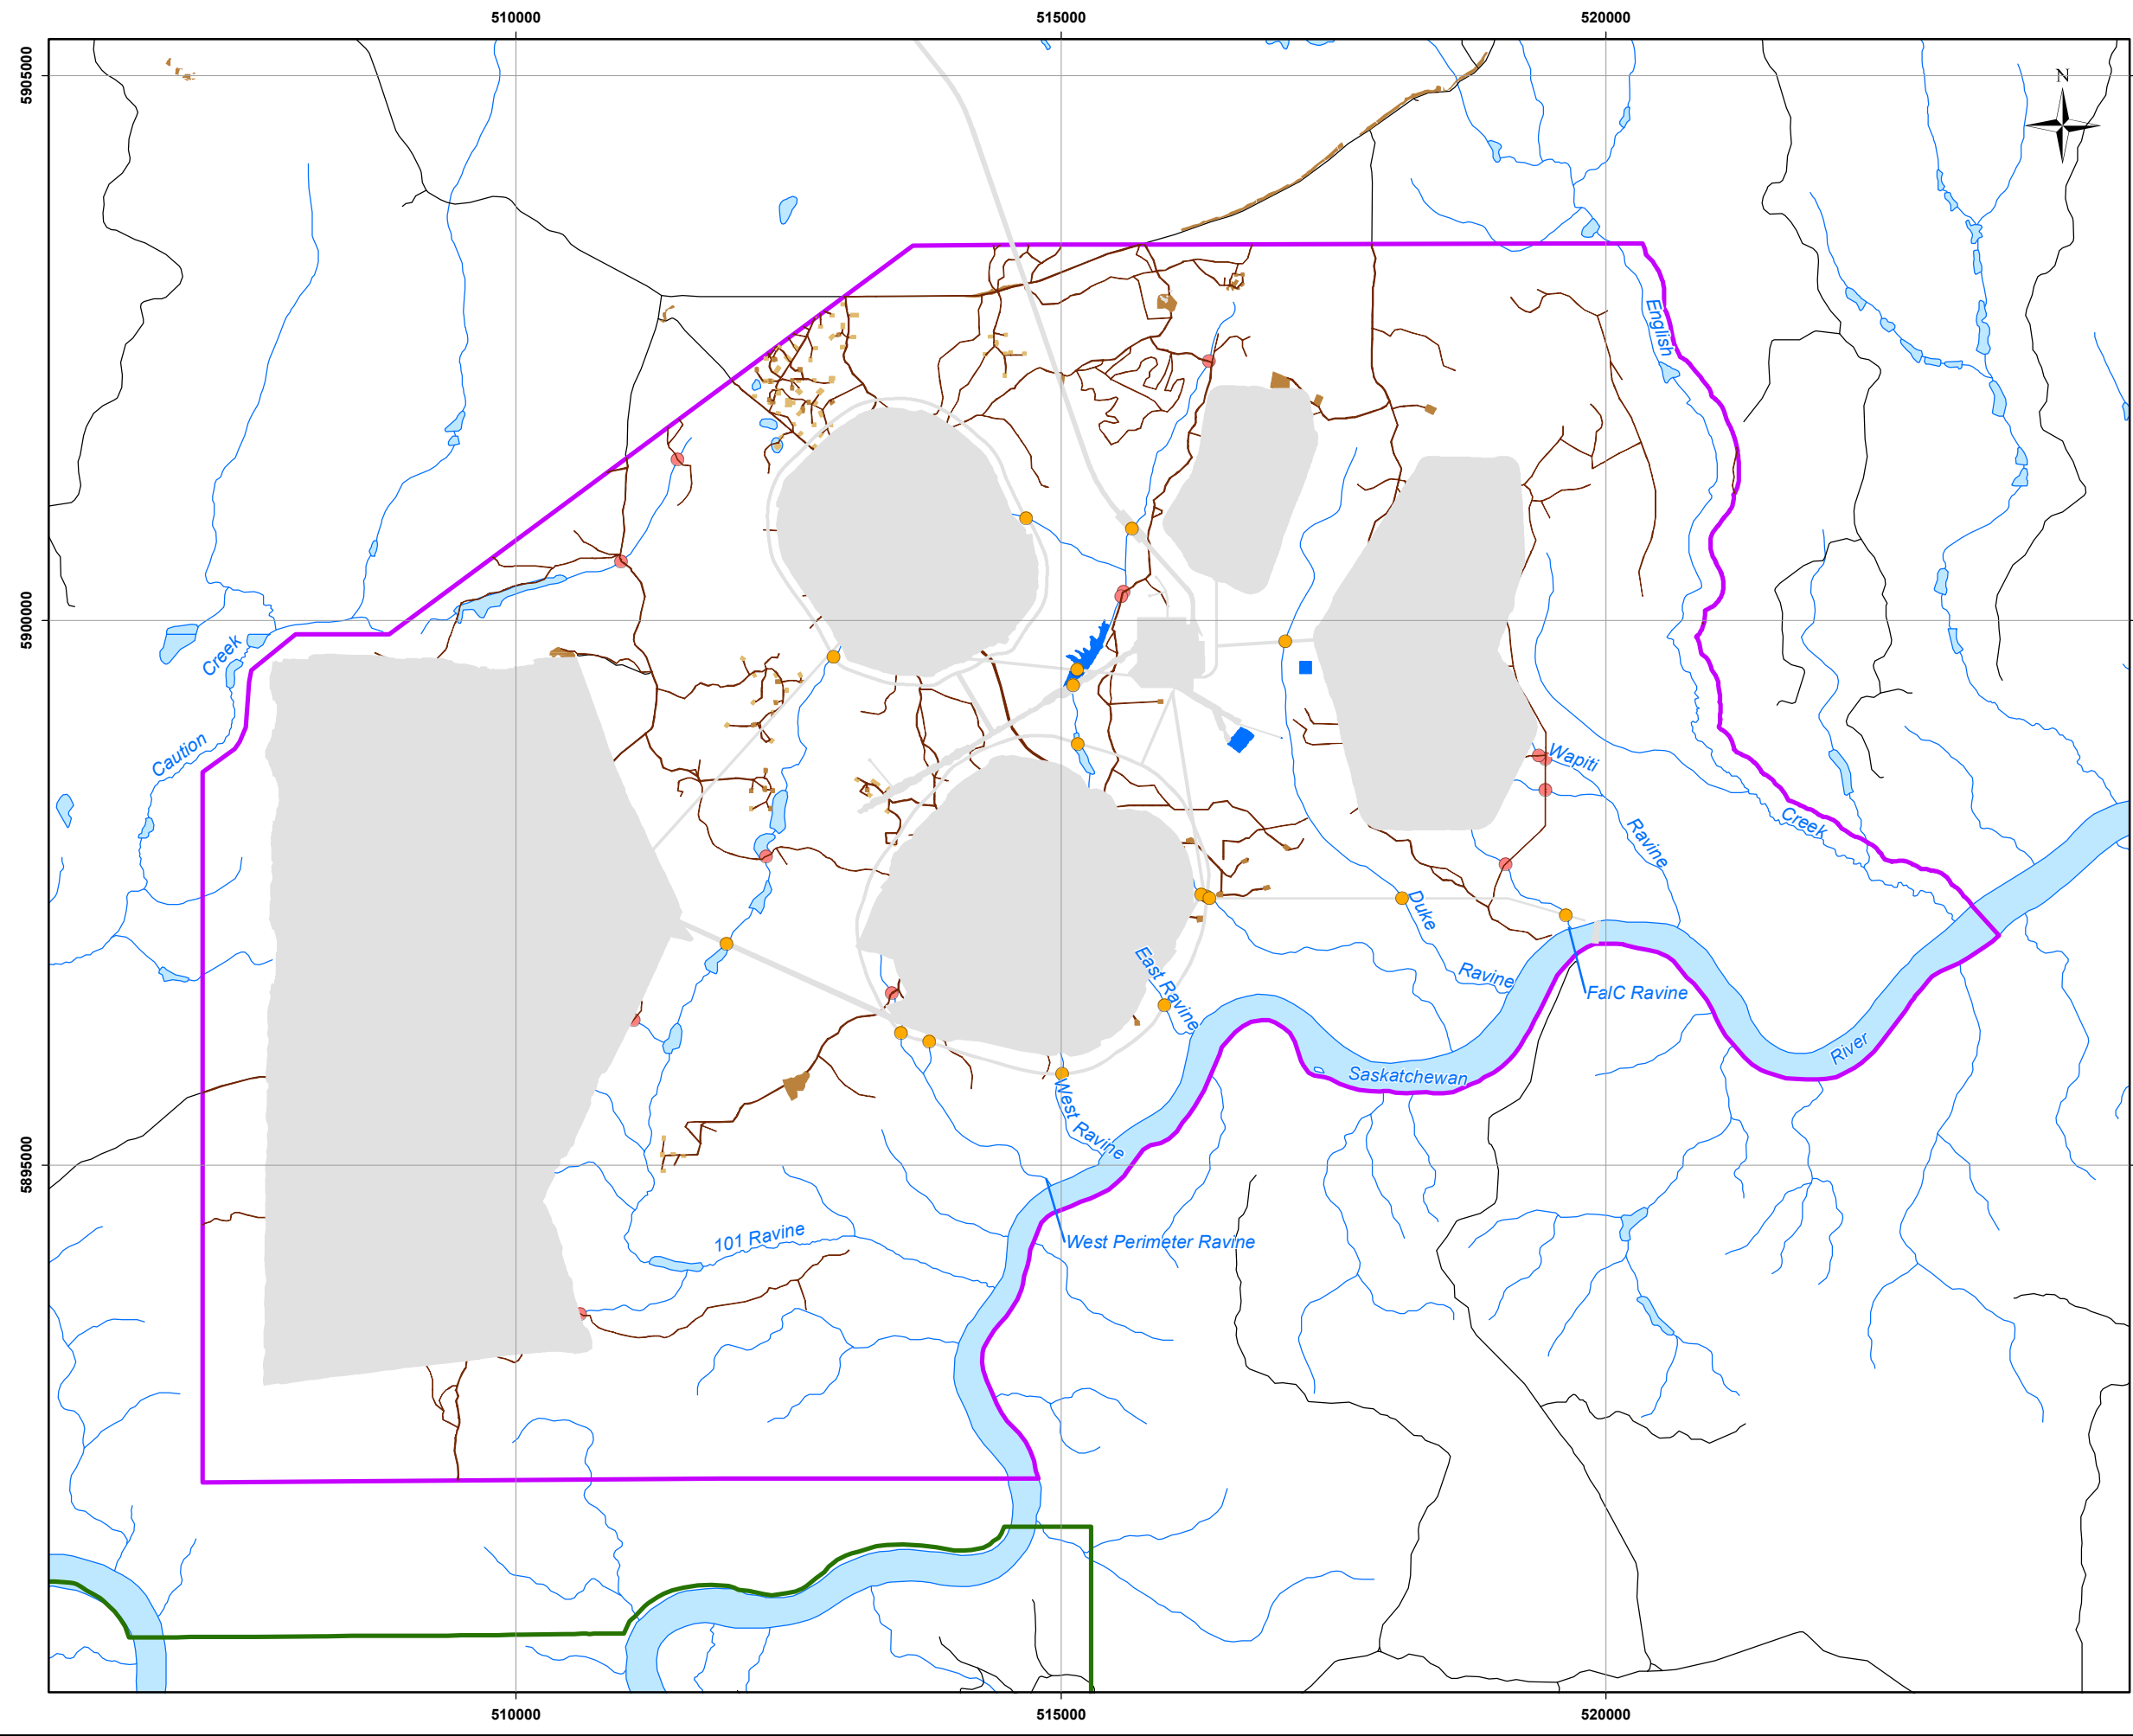 510000
515000
520000
5905000
N
English
5900000
Creek
Caution
Wapiti
Creek
Ravine
Duke
East Ravine
Ravine
FalC Ravine
River
Saskatchewan
West Ravine
5895000
101 Ravine
West Perimeter Ravine
510000
515000
520000